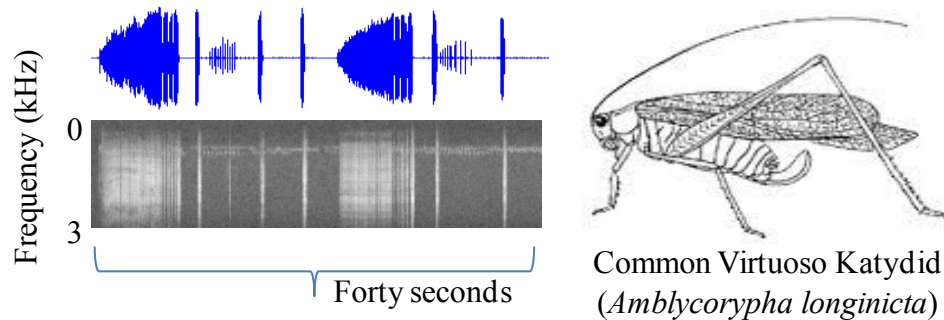 Frequency (kHz)
0
3
Forty seconds
Common Virtuoso Katydid
(Amblycorypha longinicta)